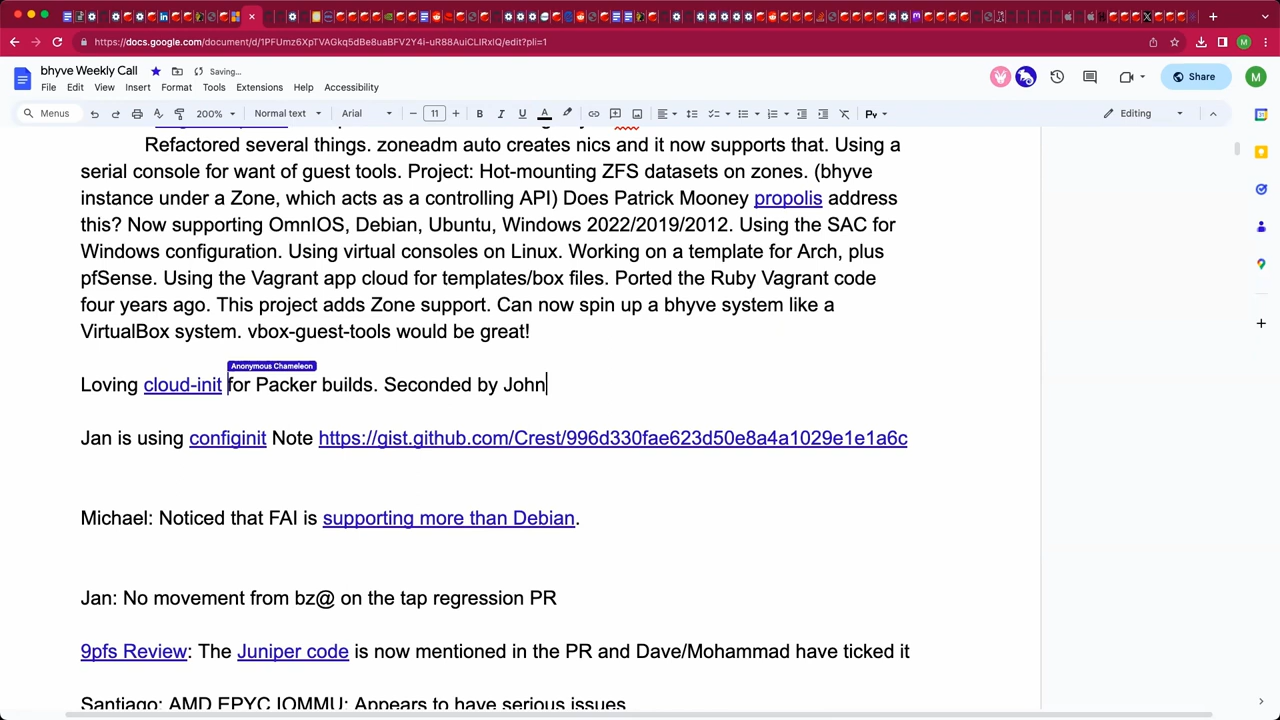 https://docs.google.com/document/d/1PFUmz6XpTVAGkq5dBe8uaBFV2Y4i-uR88AuiCLIRxlQ/edit?pli=1
bhyve Weekly Call
Saving...
File Edit View Insert Format Tools Extensions Help Accessibility
Share
M
Menus 200% Normal text Arial 11 Editing
Refactored several things. zoneadm auto creates nics and it now supports that. Using a
serial console for want of guest tools. Project: Hot-mounting ZFS datasets on zones. (bhyve
instance under a Zone, which acts as a controlling API) Does Patrick Mooney propolis address
this? Now supporting OmnIOS, Debian, Ubuntu, Windows 2022/2019/2012. Using the SAC for
Windows configuration. Using virtual consoles on Linux. Working on a template for Arch, plus
pfSense. Using the Vagrant app cloud for templates/box files. Ported the Ruby Vagrant code
four years ago. This project adds Zone support. Can now spin up a bhyve system like a
VirtualBox system. vbox-guest-tools would be great!
Anonymous Chameleon
Loving cloud-init for Packer builds. Seconded by John
Jan is using configinit Note https://gist.github.com/Crest/996d330fae623d50e8a4a1029e1e1a6c
Michael: Noticed that FAI is supporting more than Debian.
Jan: No movement from bz@ on the tap regression PR
9pfs Review: The Juniper code is now mentioned in the PR and Dave/Mohammad have ticked it
Santiago: AMD EPYC IOMMU: Appears to have serious issues